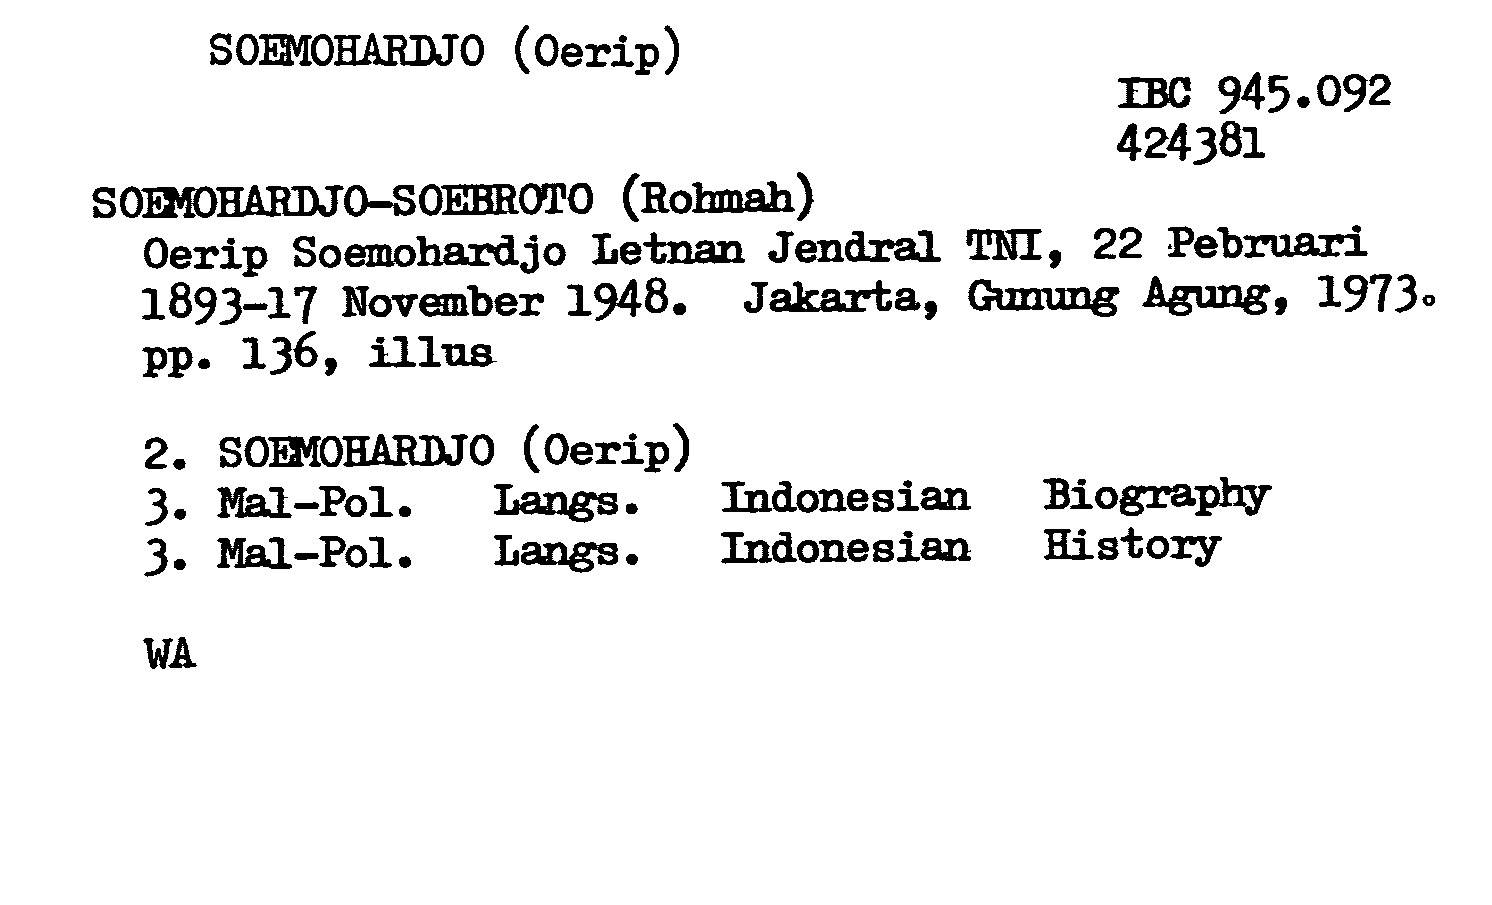 SOEMOHARDJO (Oerip)
IBC 945.092
424381
SOEMOHARDJO-SOEBROTO (Rohmah)
Oerip Soemohardjo Letnan Jendral TNI, 22 Pebruari
1893-17 November 1948. Jakarta, Gunung Agung, 1973.
pp. 136, illus
2. SOEMOHARDJO (Oerip)
3. Mal-Pol. Langs. Indonesian Biography
3. Mal-Pol. Langs. Indonesian History
WA